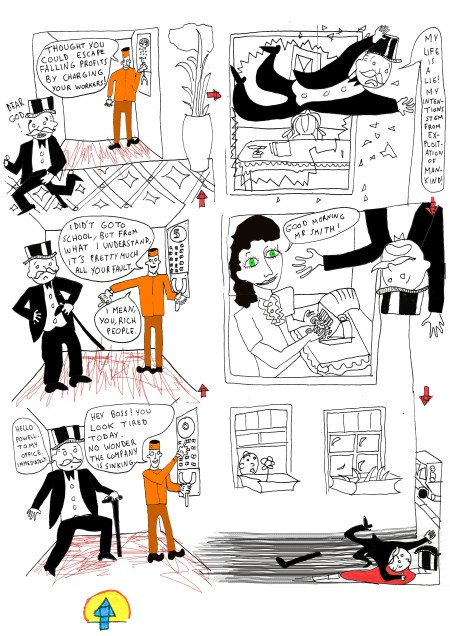 HELLO
POWELL.
TO MY
OFFICE.
IMMEDIATELY.
HEY BOSS! YOU
LOOK TIRED
TODAY.
NO WONDER
THE COMPANY
IS SINKING
I DIDN'T GO TO
SCHOOL, BUT FROM
WHAT I UNDERSTAND,
IT'S PRETTY MUCH
ALL YOUR FAULT.
I MEAN,
YOU, RICH
PEOPLE.
THOUGHT YOU
COULD ESCAPE
FALLING PROFITS
BY CHARGING
YOUR WORKERS!
DEAR
GOD
!
MY
LIFE
IS
A
LIE!
MY
INTEN-
TIONS
STEM
FROM
EX-
PLOIT-
ATION
OF
MAN-
KIND!
GOOD MORNING
MR SMITH!